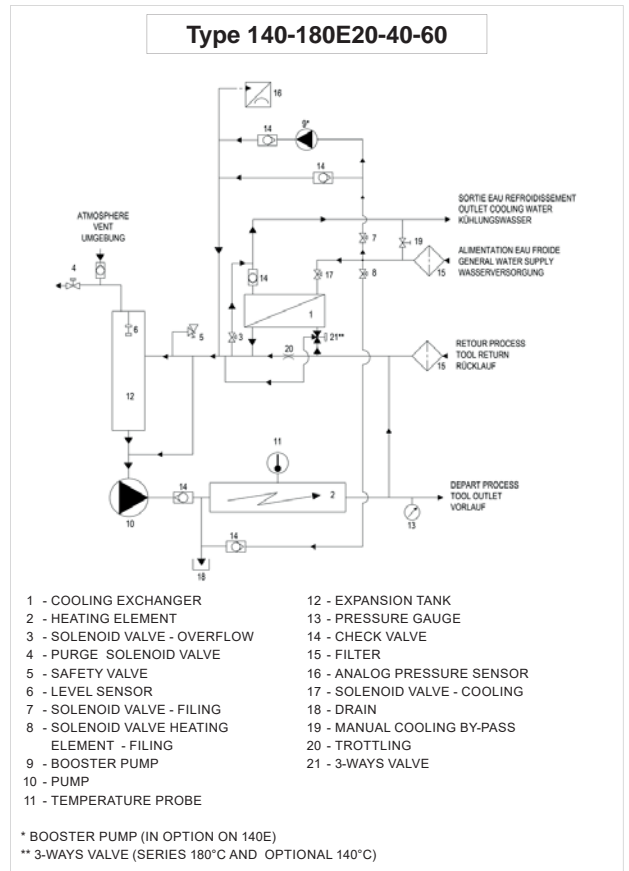 Type 140-180E20-40-60
16
14
9*
14
SORTIE EAU REFROIDISSEMENT
OUTLET COOLING WATER
KÜHLUNGSWASSER
ATMOSPHERE
VENT
UMGEBUNG
7
19
4
14
17
8
15
ALIMENTATION EAU FROIDE
GENERAL WATER SUPPLY
WASSERVERSORGUNG
6
5
3
1
21**
20
12
15
RETOUR PROCESS
TOOL RETURN
RÜCKLAUF
11
14
2
10
13
DEPART PROCESS
TOOL OUTLET
VORLAUF
14
18
1 - COOLING EXCHANGER
2 - HEATING ELEMENT
3 - SOLENOID VALVE - OVERFLOW
4 - PURGE SOLENOID VALVE
5 - SAFETY VALVE
6 - LEVEL SENSOR
7 - SOLENOID VALVE - FILING
8 - SOLENOID VALVE HEATING
ELEMENT - FILING
9 - BOOSTER PUMP
10 - PUMP
11 - TEMPERATURE PROBE
12 - EXPANSION TANK
13 - PRESSURE GAUGE
14 - CHECK VALVE
15 - FILTER
16 - ANALOG PRESSURE SENSOR
17 - SOLENOID VALVE - COOLING
18 - DRAIN
19 - MANUAL COOLING BY-PASS
20 - TROTTLING
21 - 3-WAYS VALVE
* BOOSTER PUMP (IN OPTION ON 140E)
** 3-WAYS VALVE (SERIES 180°C AND OPTIONAL 140°C)